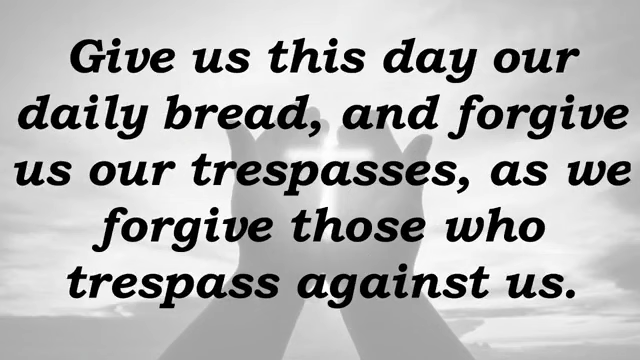 Give us this day our
daily bread, and forgive
us our trespasses, as we
forgive those who
trespass against us.